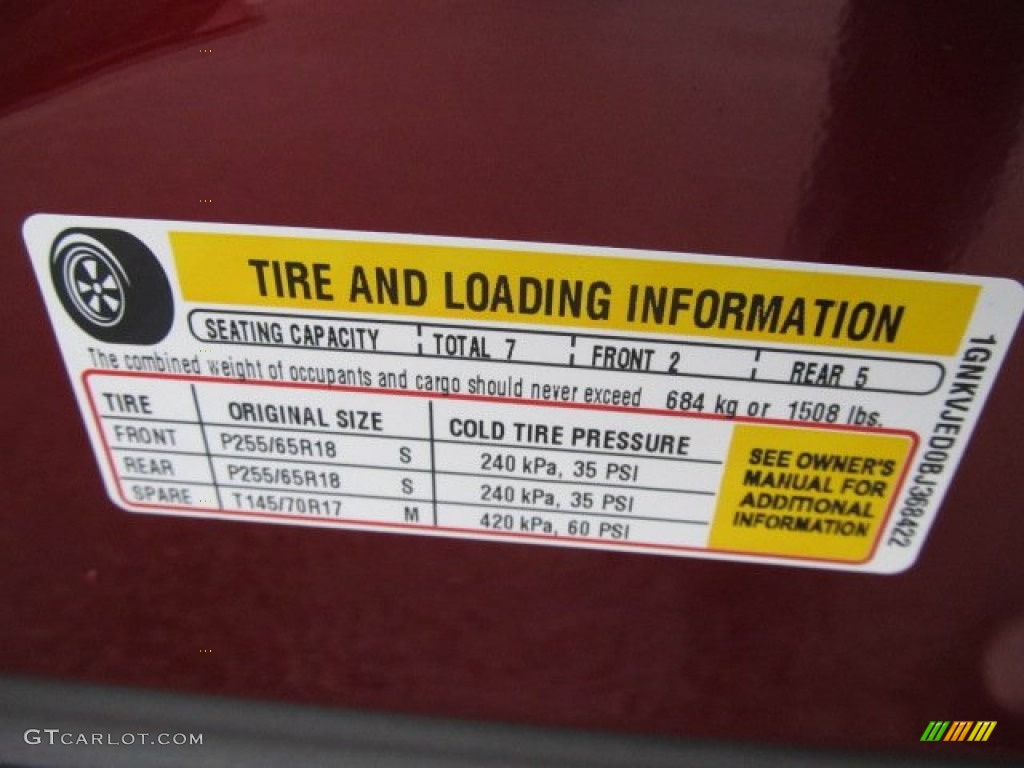 TIRE AND LOADING INFORMATION
SEATING CAPACITY TOTAL 7 FRONT 2 REAR 5
The combined weight of occupants and cargo should never exceed 684 kg or 1508 lbs.
TIRE ORIGINAL SIZE COLD TIRE PRESSURE
FRONT P255/65R18 S 240 kPa, 35 PSI
REAR P255/65R18 S 240 kPa, 35 PSI
SPARE T145/70R17 M 420 kPa, 60 PSI
SEE OWNER'S
MANUAL FOR
ADDITIONAL
INFORMATION
1GNKVJED0BJ368422
GTCARLOT.COM